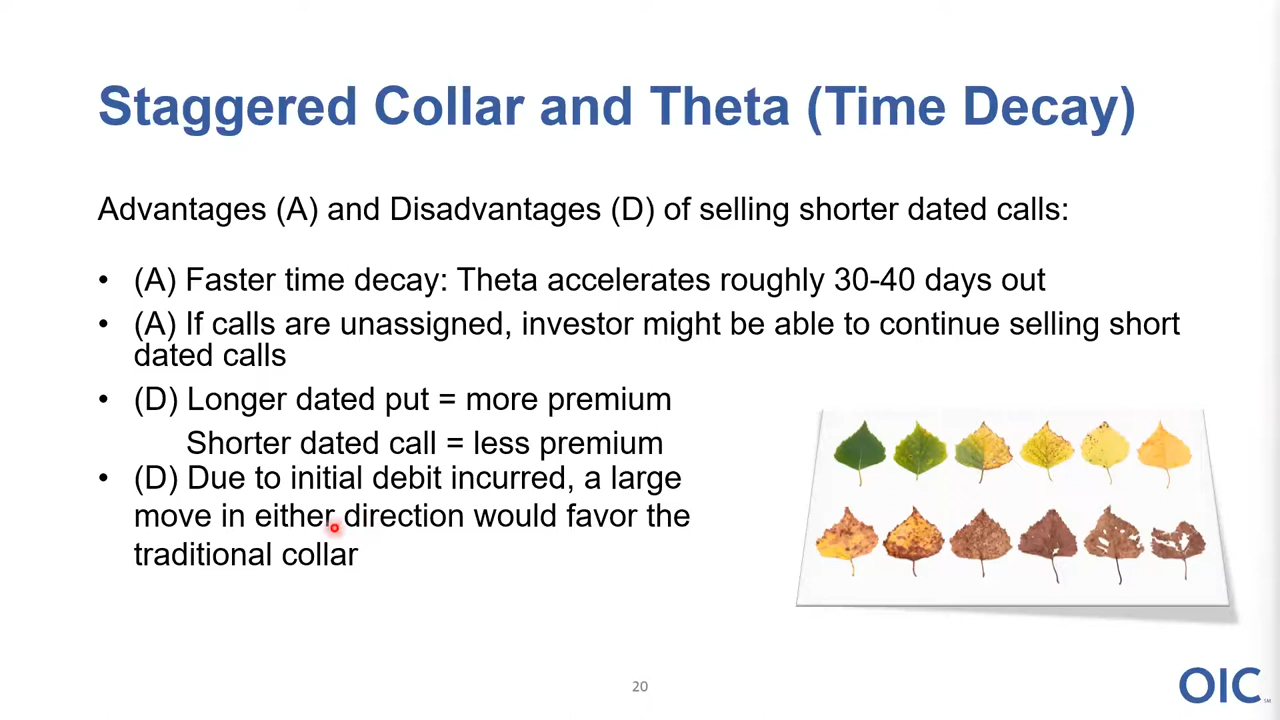 Staggered Collar and Theta (Time Decay)
Advantages (A) and Disadvantages (D) of selling shorter dated calls:
• (A) Faster time decay: Theta accelerates roughly 30-40 days out
• (A) If calls are unassigned, investor might be able to continue selling short
dated calls
• (D) Longer dated put = more premium
Shorter dated call = less premium
• (D) Due to initial debit incurred, a large
move in either direction would favor the
traditional collar
20
OIC SM